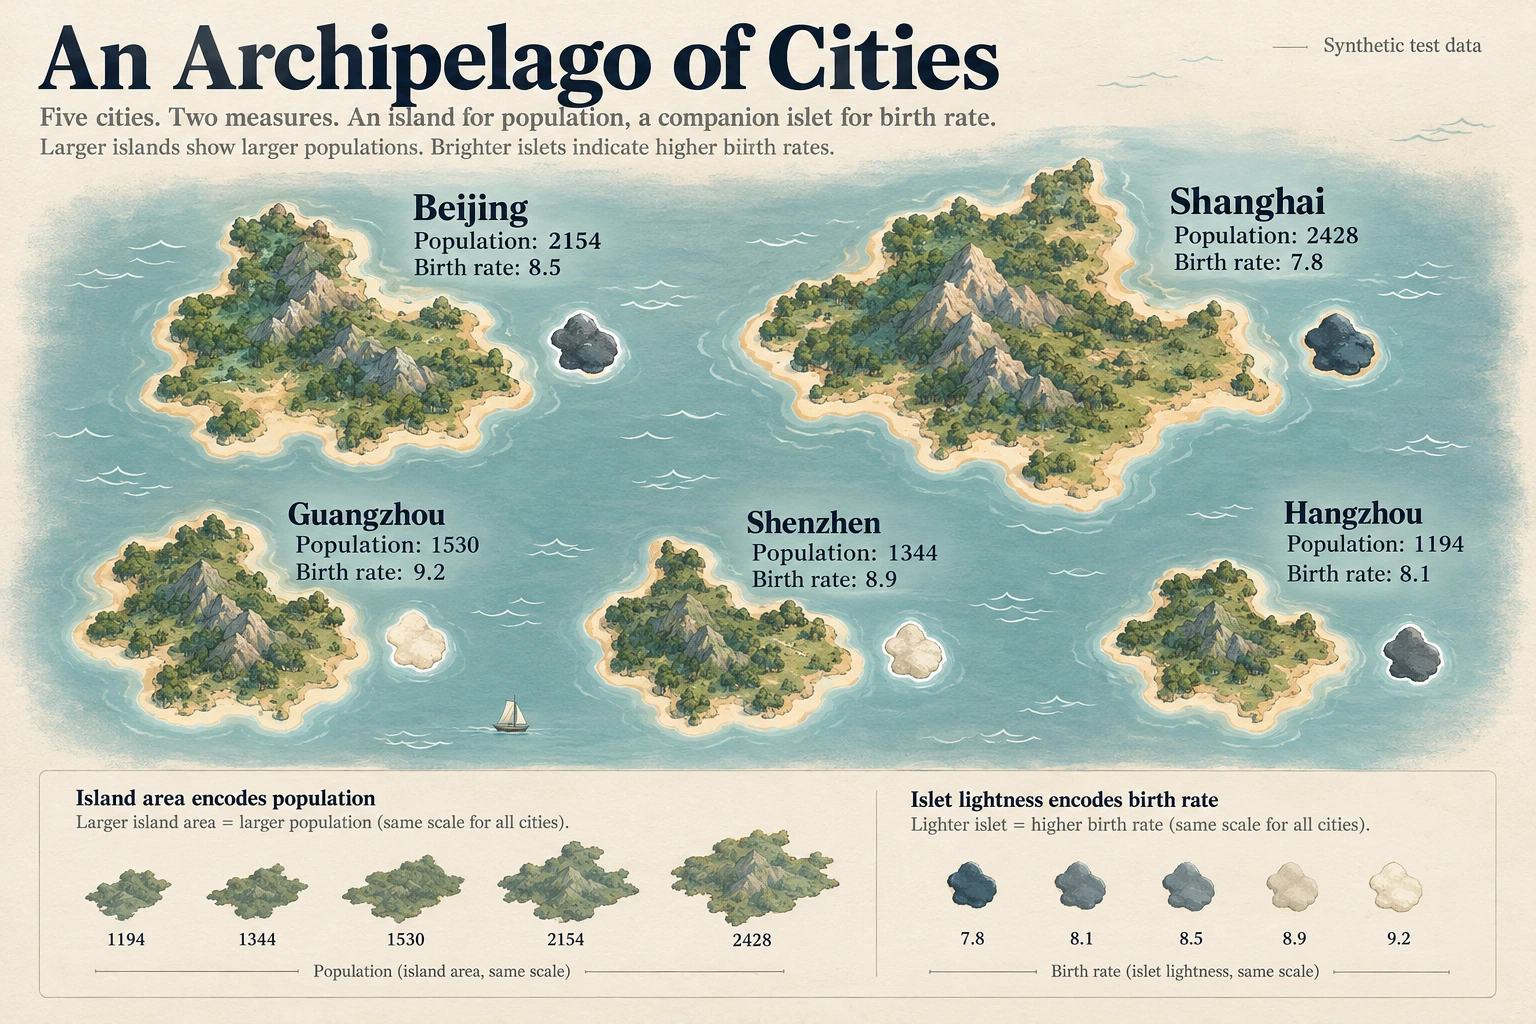 An Archipelago of Cities
Synthetic test data
Five cities. Two measures. An island for population, a companion islet for birth rate.
Larger islands show larger populations. Brighter islets indicate higher biirth rates.
Beijing
Population: 2154
Birth rate: 8.5
Shanghai
Population: 2428
Birth rate: 7.8
Guangzhou
Population: 1530
Birth rate: 9.2
Shenzhen
Population: 1344
Birth rate: 8.9
Hangzhou
Population: 1194
Birth rate: 8.1
Island area encodes population
Larger island area = larger population (same scale for all cities).
1194 1344 1530 2154 2428
Population (island area, same scale)
Islet lightness encodes birth rate
Lighter islet = higher birth rate (same scale for all cities).
7.8 8.1 8.5 8.9 9.2
Birth rate (islet lightness, same scale)